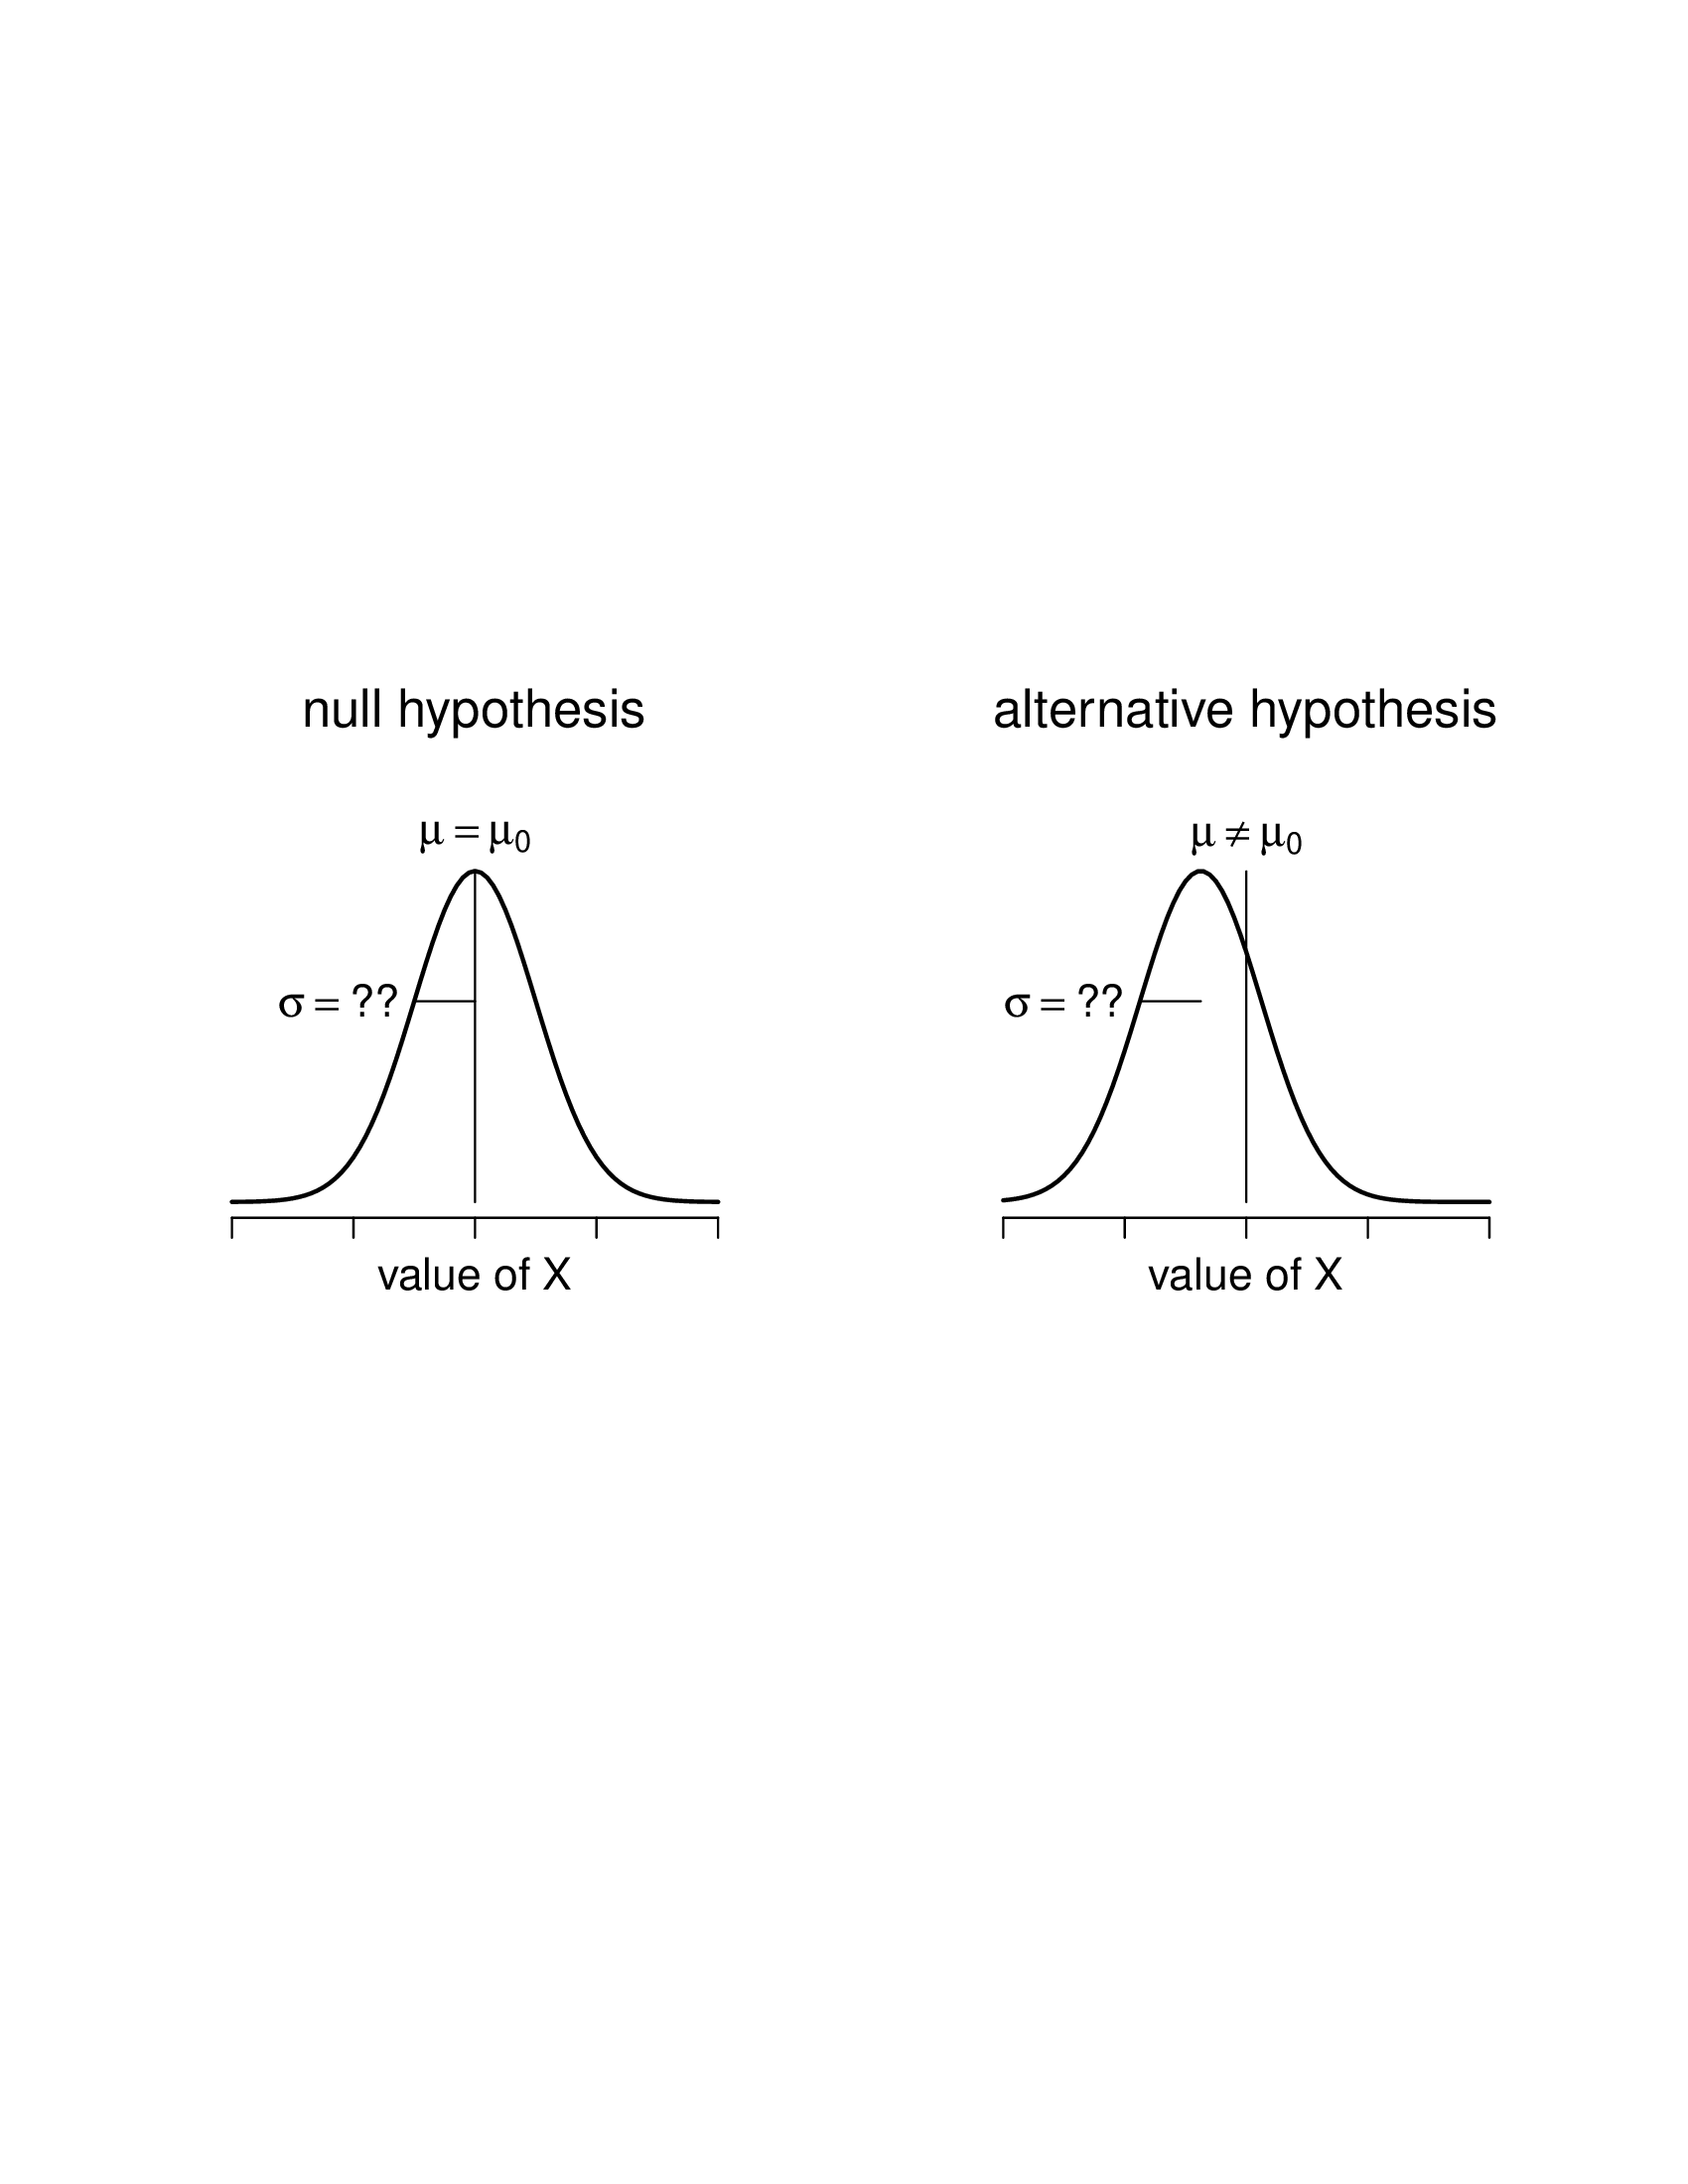 null hypothesis
μ = μ₀
σ = ??
value of X
alternative hypothesis
μ ≠ μ₀
σ = ??
value of X